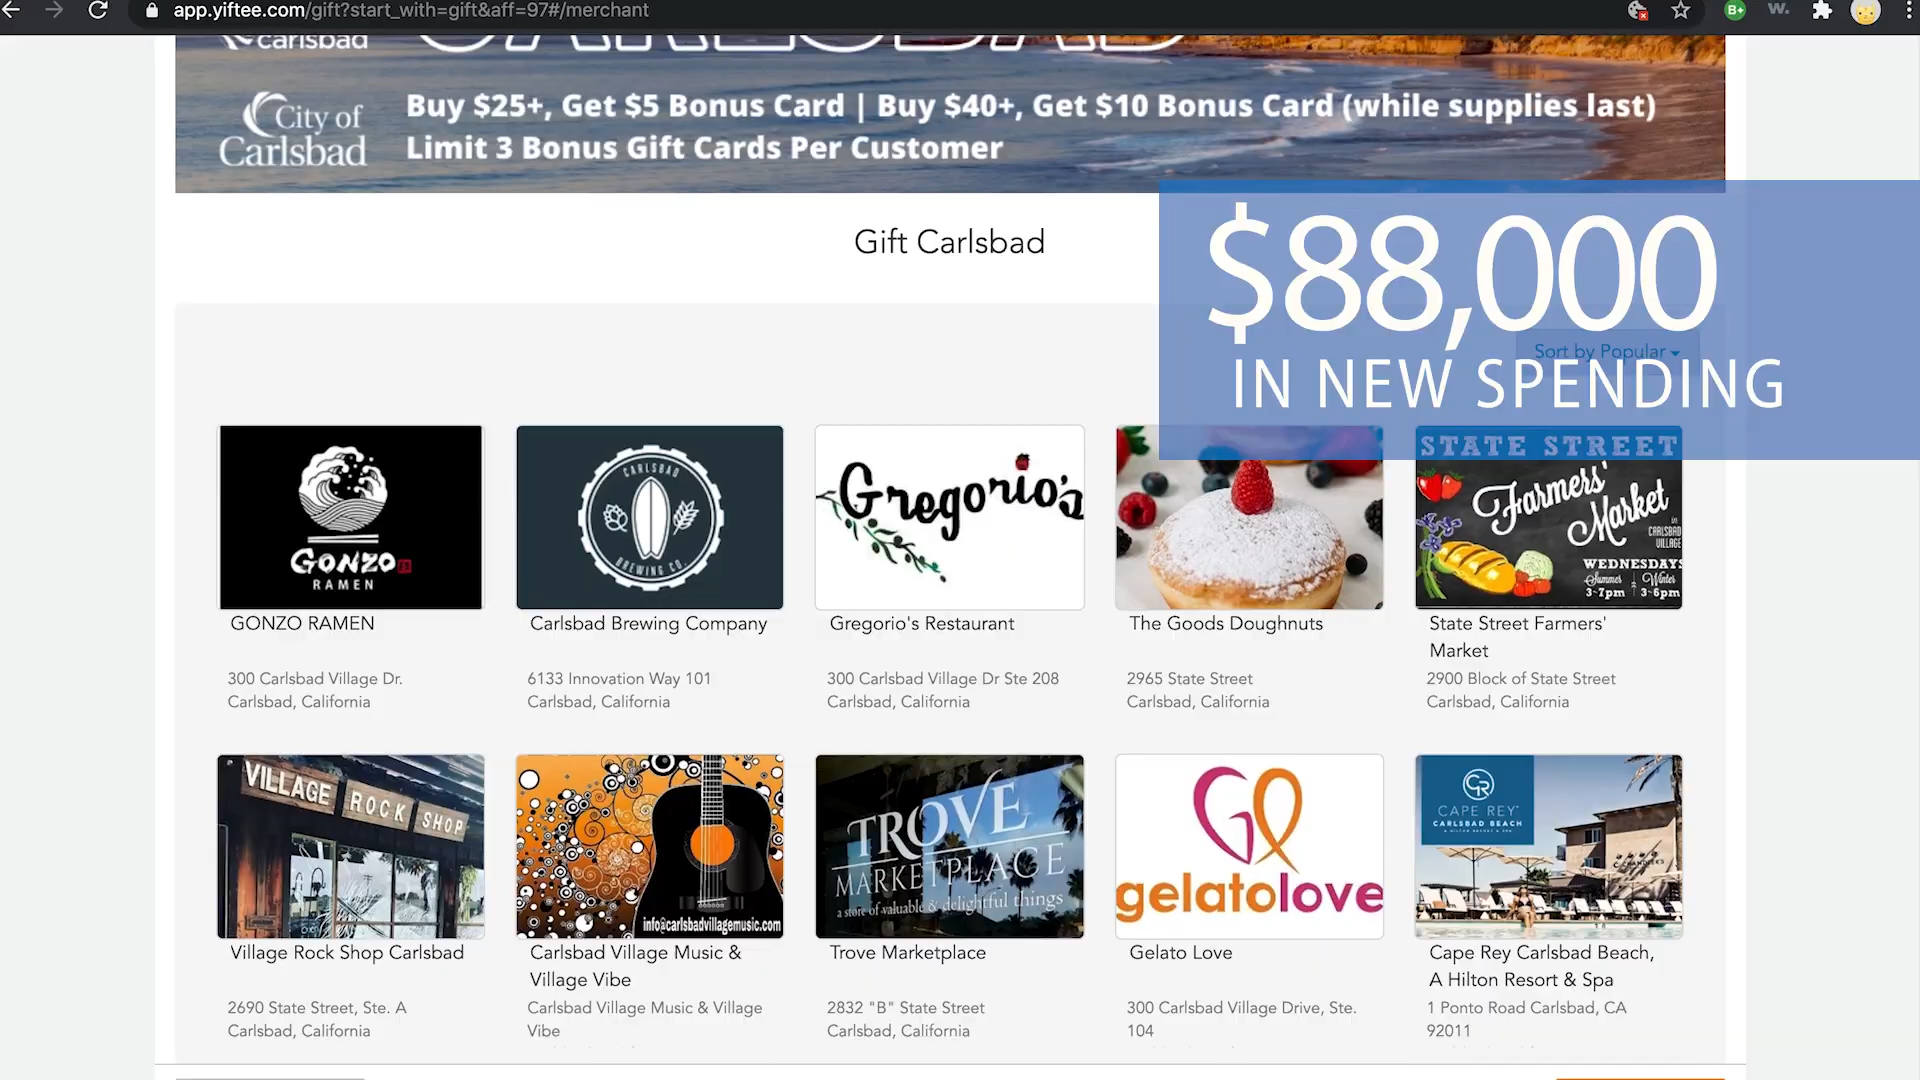 app.yiftee.com/gift?start_with=gift&aff=97#/merchant
B+
W.
Carlsbad
CARLSBAD
City of
Carlsbad
Buy $25+, Get $5 Bonus Card | Buy $40+, Get $10 Bonus Card (while supplies last)
Limit 3 Bonus Gift Cards Per Customer
Gift Carlsbad
$88,000
IN NEW SPENDING
Sort by Popular
GONZO
RAMEN
CARLSBAD
BREWING CO.
Gregorio's
STATE STREET
Farmers'
Market
in
CARLSBAD
VILLAGE
WEDNESDAYS
Summer | Winter
3-7pm | 3-6pm
GONZO RAMEN
300 Carlsbad Village Dr.
Carlsbad, California
Carlsbad Brewing Company
6133 Innovation Way 101
Carlsbad, California
Gregorio's Restaurant
300 Carlsbad Village Dr Ste 208
Carlsbad, California
The Goods Doughnuts
2965 State Street
Carlsbad, California
State Street Farmers'
Market
2900 Block of State Street
Carlsbad, California
VILLAGE ROCK SHOP
info@carlsbadvillagemusic.com
TROVE
MARKETPLACE
a store of valuable & delightful things
gelatolove
CR
CAPE REY
CARLSBAD BEACH
CHANDLERS
Village Rock Shop Carlsbad
2690 State Street, Ste. A
Carlsbad, California
Carlsbad Village Music &
Village Vibe
Carlsbad Village Music & Village
Vibe
Trove Marketplace
2832 "B" State Street
Carlsbad, California
Gelato Love
300 Carlsbad Village Drive, Ste.
104
Cape Rey Carlsbad Beach,
A Hilton Resort & Spa
1 Ponto Road Carlsbad, CA
92011